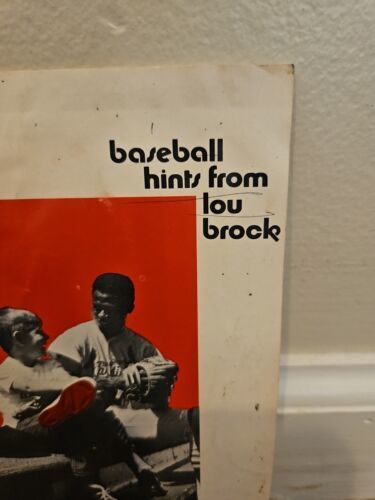 baseball
hints from
lou
brock